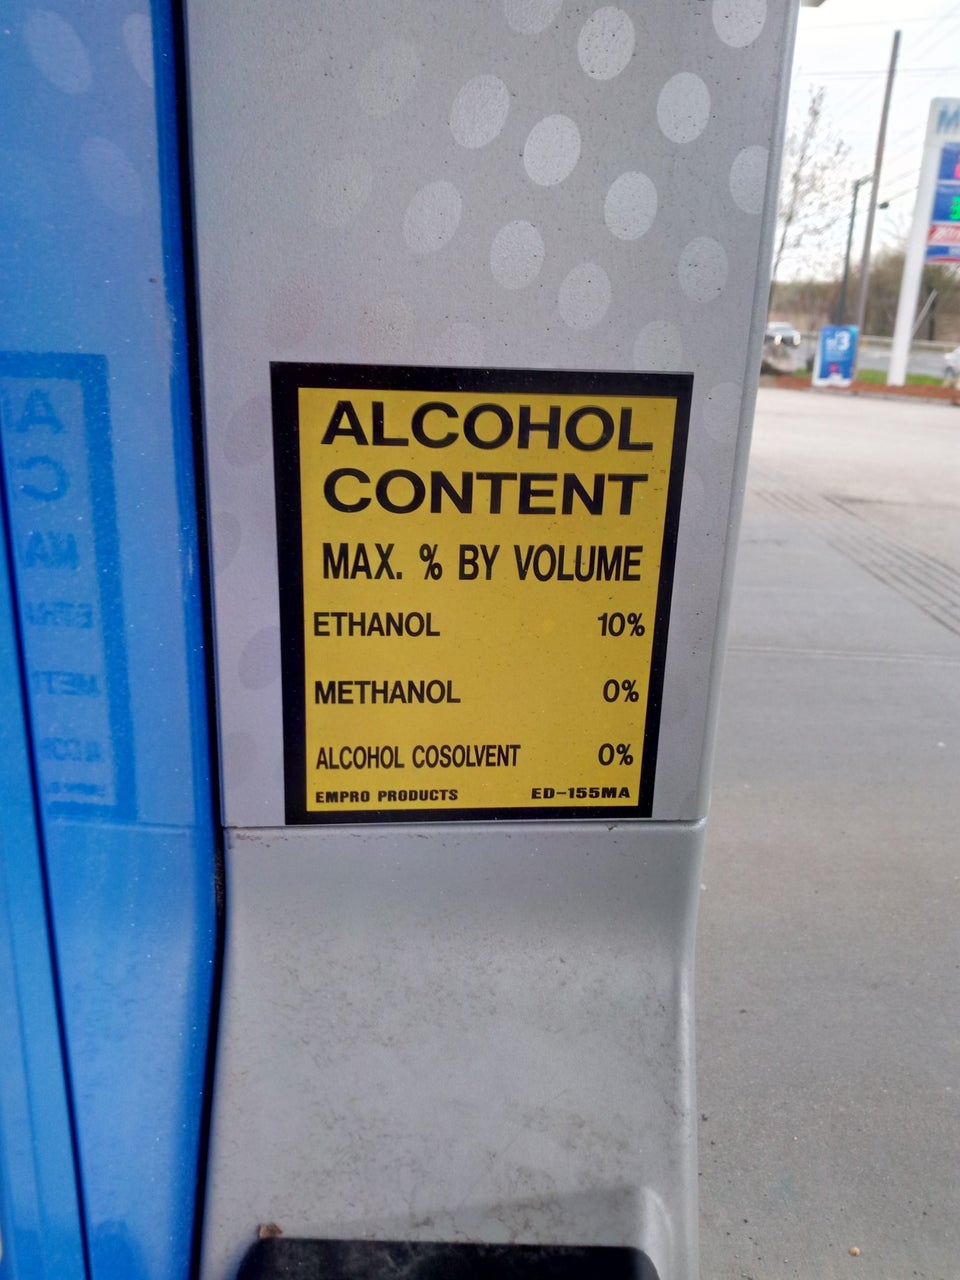 ALCOHOL
CONTENT
MAX. % BY VOLUME
ETHANOL 10%
METHANOL 0%
ALCOHOL COSOLVENT 0%
EMPRO PRODUCTS ED-155MA